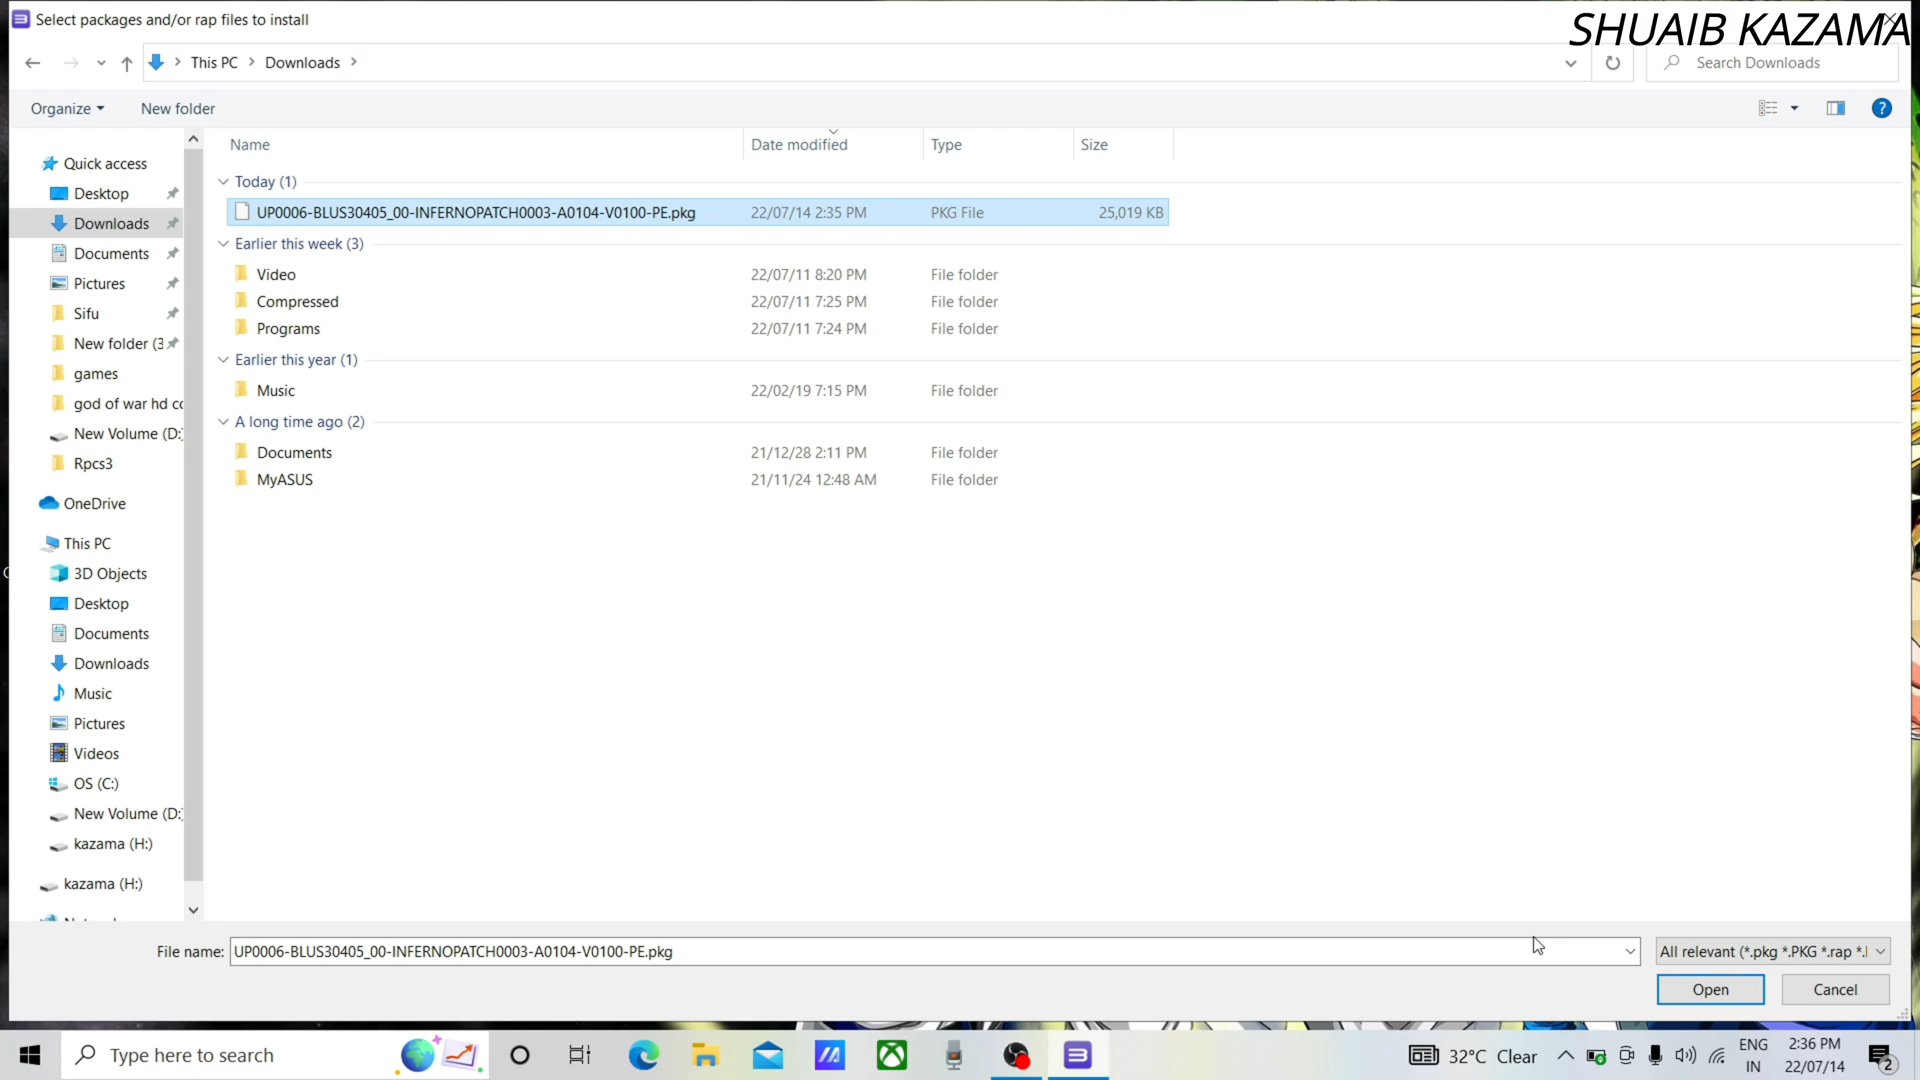 Select packages and/or rap files to install
SHUAIB KAZAMA
This PC > Downloads >
Search Downloads
Organize
New folder
Name
Date modified
Type
Size
Quick access
Desktop
Downloads
Documents
Pictures
Sifu
New folder (3
games
god of war hd co
New Volume (D:)
Rpcs3
OneDrive
This PC
3D Objects
Desktop
Documents
Downloads
Music
Pictures
Videos
OS (C:)
New Volume (D:)
kazama (H:)
kazama (H:)
Today (1)
UP0006-BLUS30405_00-INFERNOPATCH0003-A0104-V0100-PE.pkg 22/07/14 2:35 PM PKG File 25,019 KB
Earlier this week (3)
Video 22/07/11 8:20 PM File folder
Compressed 22/07/11 7:25 PM File folder
Programs 22/07/11 7:24 PM File folder
Earlier this year (1)
Music 22/02/19 7:15 PM File folder
A long time ago (2)
Documents 21/12/28 2:11 PM File folder
MyASUS 21/11/24 12:48 AM File folder
File name: UP0006-BLUS30405_00-INFERNOPATCH0003-A0104-V0100-PE.pkg
All relevant (*.pkg *.PKG *.rap *.
Open
Cancel
Type here to search
32°C Clear
ENG
IN
2:36 PM
22/07/14
2